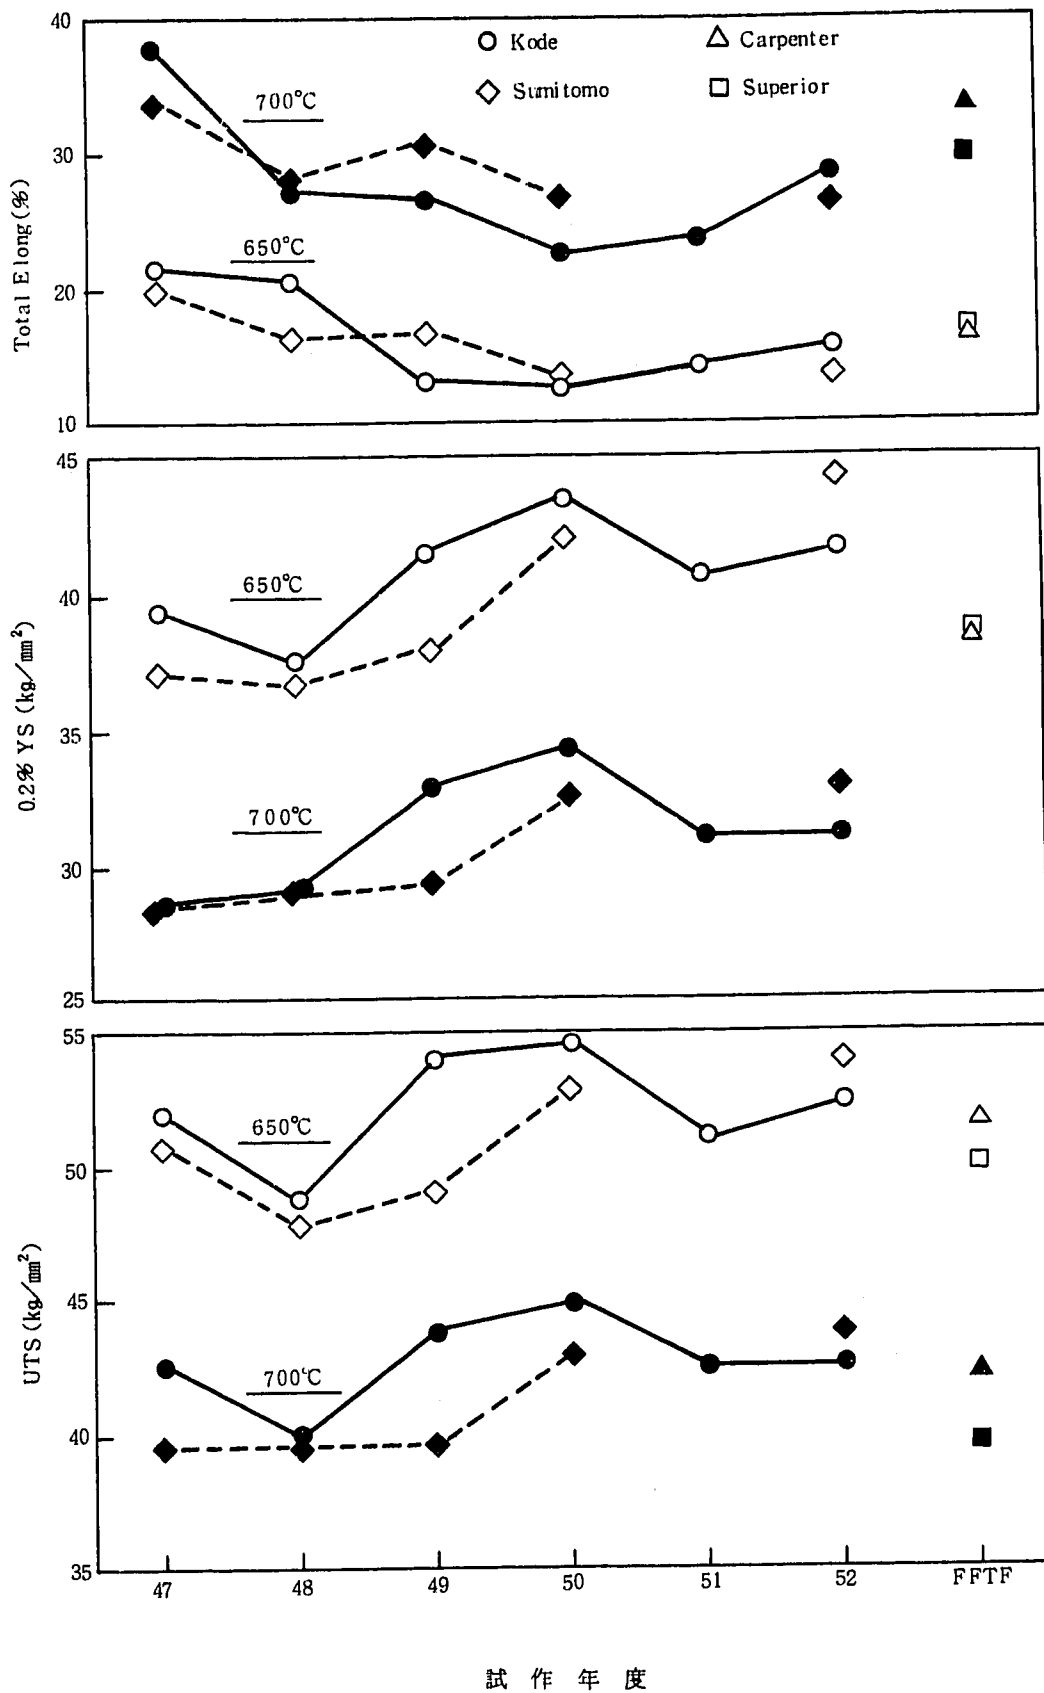 40
30
20
10
Total Elong(%)
Kode
Carpenter
Sumitomo
Superior
700°C
650°C
45
40
35
30
25
0.2% YS (kg/mm²)
650°C
700°C
55
50
45
40
35
UTS (kg/mm²)
650°C
700°C
47 48 49 50 51 52 FFTF
試作年度